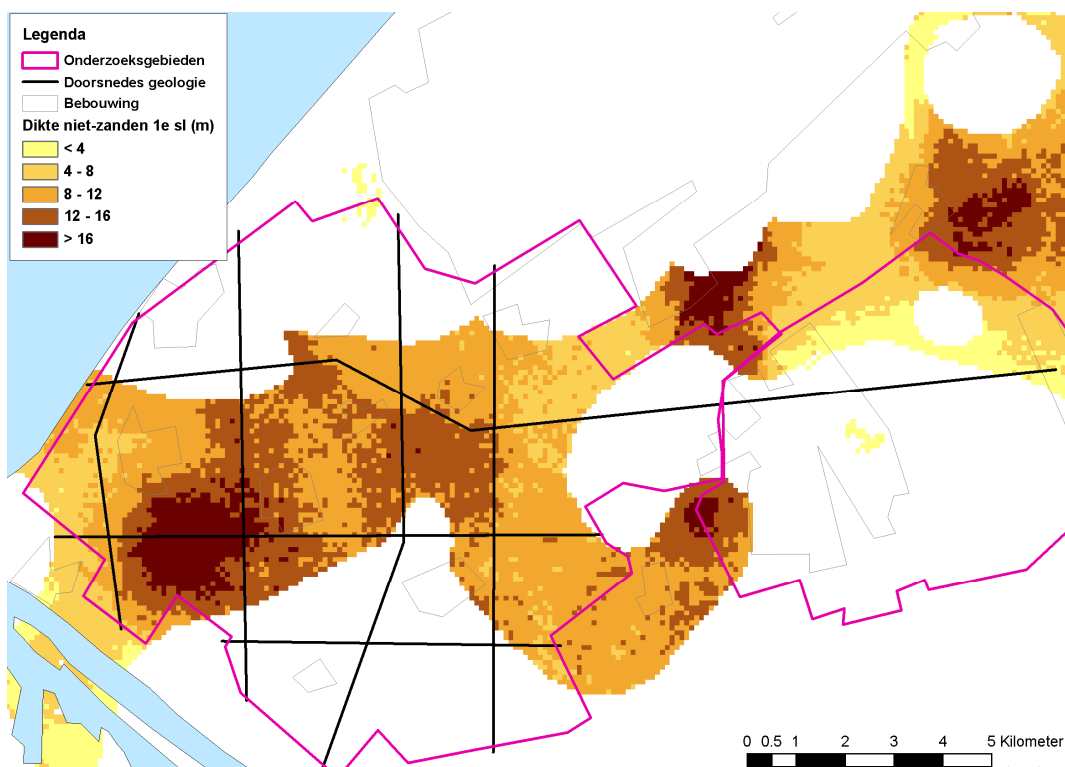 Legenda
Onderzoeksgebieden
Doorsnedes geologie
Bebouwing
Dikte niet-zanden 1e sl (m)
< 4
4 - 8
8 - 12
12 - 16
> 16
0 0.5 1 2 3 4 5 Kilometer